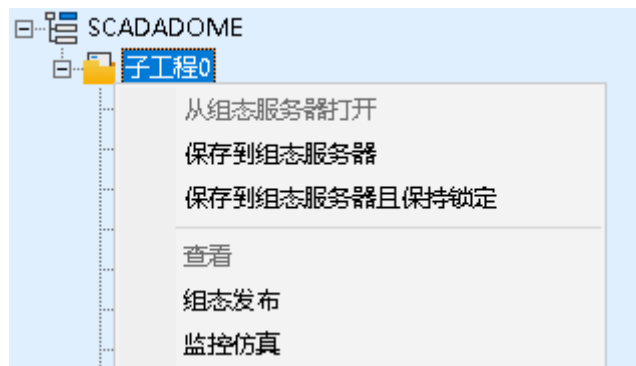 SCADADOME
子工程0
从组态服务器打开
保存到组态服务器
保存到组态服务器且保持锁定
查看
组态发布
监控仿真